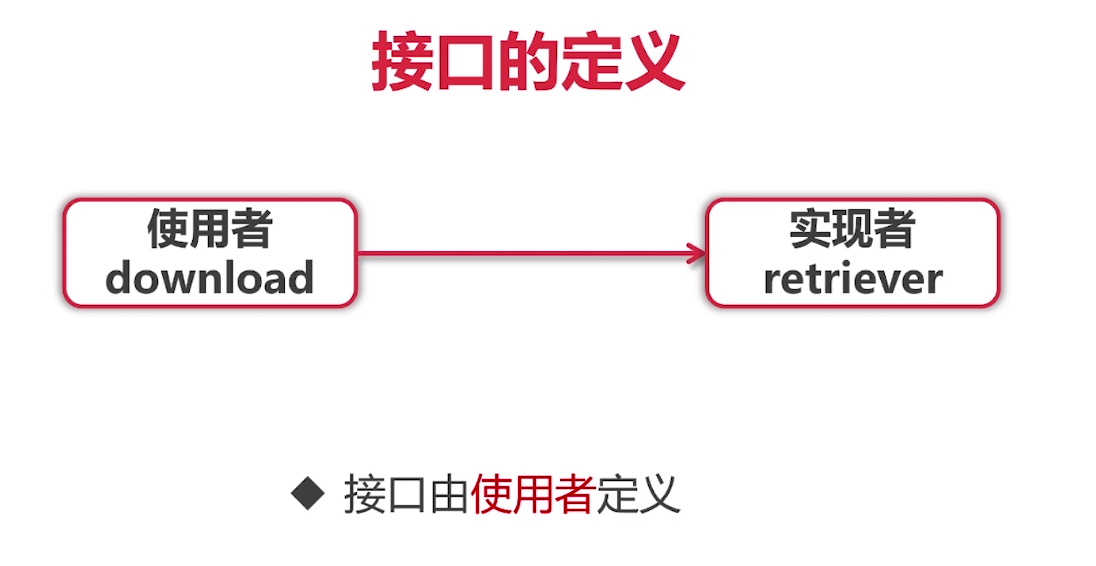 接口的定义
使用者
download
实现者
retriever
接口由使用者定义